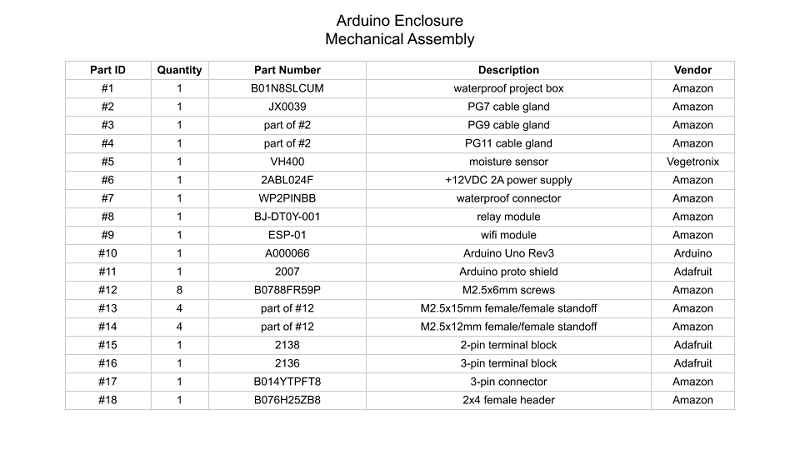 Arduino Enclosure
Mechanical Assembly
Part ID Quantity Part Number Description Vendor
#1 1 B01N8SLCUM waterproof project box Amazon
#2 1 JX0039 PG7 cable gland Amazon
#3 1 part of #2 PG9 cable gland Amazon
#4 1 part of #2 PG11 cable gland Amazon
#5 1 VH400 moisture sensor Vegetronix
#6 1 2ABL024F +12VDC 2A power supply Amazon
#7 1 WP2PINBB waterproof connector Amazon
#8 1 BJ-DT0Y-001 relay module Amazon
#9 1 ESP-01 wifi module Amazon
#10 1 A000066 Arduino Uno Rev3 Arduino
#11 1 2007 Arduino proto shield Adafruit
#12 8 B0788FR59P M2.5x6mm screws Amazon
#13 4 part of #12 M2.5x15mm female/female standoff Amazon
#14 4 part of #12 M2.5x12mm female/female standoff Amazon
#15 1 2138 2-pin terminal block Adafruit
#16 1 2136 3-pin terminal block Adafruit
#17 1 B014YTPFT8 3-pin connector Amazon
#18 1 B076H25ZB8 2x4 female header Amazon